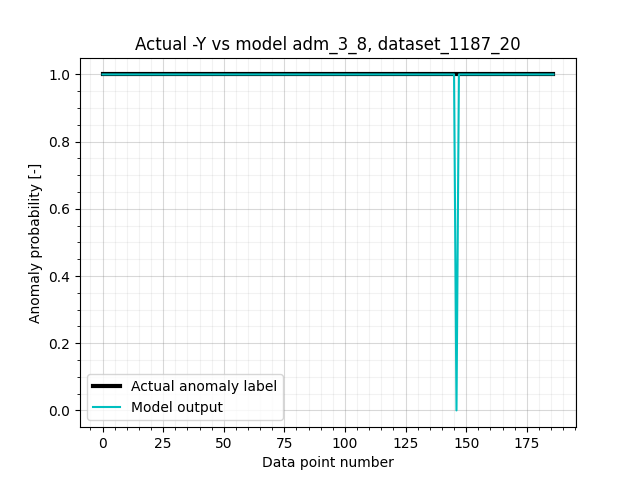 Actual -Y vs model adm_3_8, dataset_1187_20
Anomaly probability [-]
1.0
0.8
0.6
0.4
0.2
0.0
Actual anomaly label
Model output
0 25 50 75 100 125 150 175
Data point number